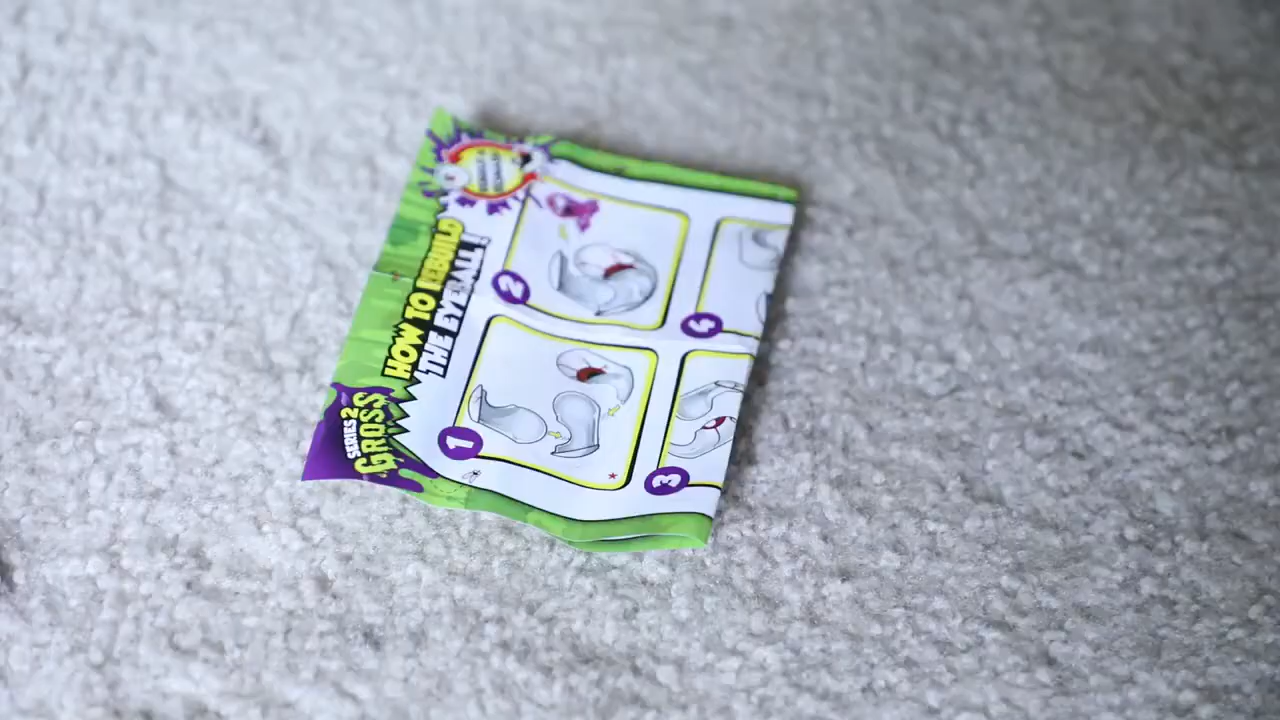 SERIES 2
GROSS
HOW TO REBUILD
THE EYEBALL!
1
2
3
4